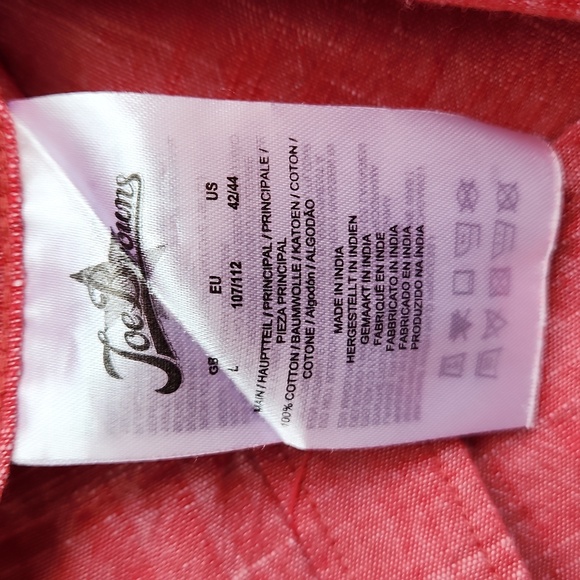 Joe Browns
GB EU US
L 107/112 42/44
MAIN / HAUPTTEIL / PRINCIPAL / PRINCIPALE /
PIEZA PRINCIPAL
100% COTTON / BAUMWOLLE / KATOEN / COTON /
COTONE / Algodón / ALGODÃO
MADE IN INDIA
HERGESTELLT IN INDIEN
GEMAAKT IN INDIA
FABRIQUÉ EN INDE
FABBRICATO IN INDIA
FABRICADO EN INDIA
PRODUZIDO NA INDIA